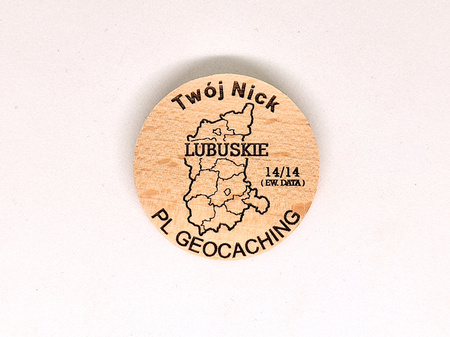 Twój Nick
LUBUSKIE
14/14
(EW. DATA)
PL GEOCACHING